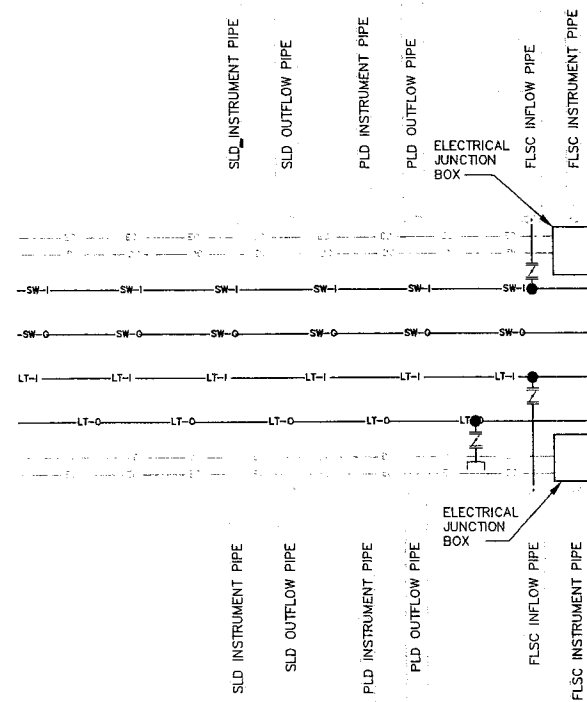 SLD INSTRUMENT PIPE
SLD OUTFLOW PIPE
PLD INSTRUMENT PIPE
PLD OUTFLOW PIPE
FLSC INFLOW PIPE
FLSC INSTRUMENT PIPE
ELECTRICAL
JUNCTION
BOX
SW-I SW-I SW-I SW-I SW-I SW-I
SW-O SW-O SW-O SW-O SW-O SW-O
LT-I LT-I LT-I LT-I LT-I LT-I
LT-O LT-O LT-O LT-O LT-O
ELECTRICAL
JUNCTION
BOX
SLD INSTRUMENT PIPE
SLD OUTFLOW PIPE
PLD INSTRUMENT PIPE
PLD OUTFLOW PIPE
FLSC INFLOW PIPE
FLSC INSTRUMENT PIPE